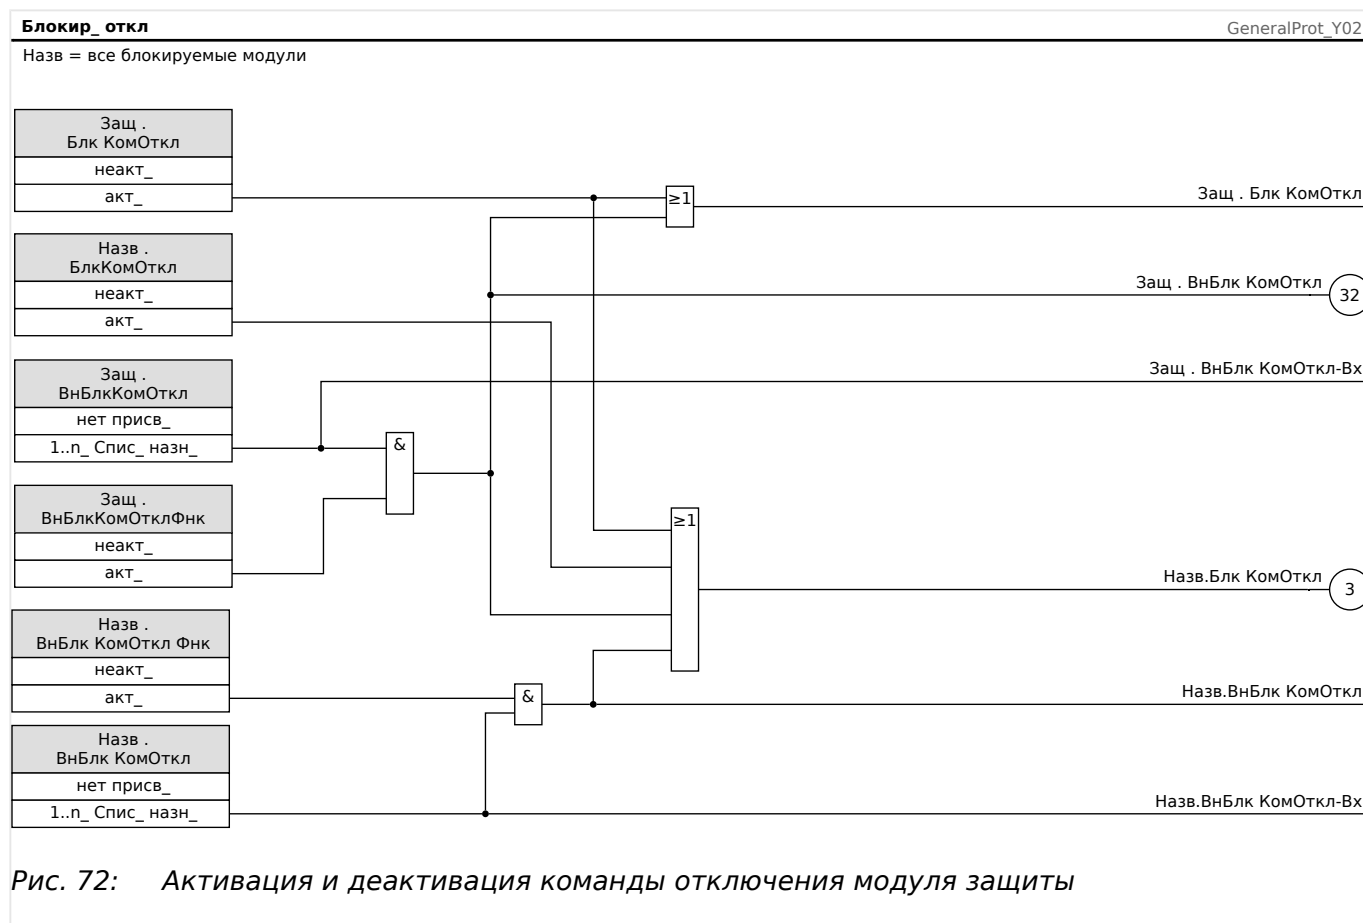 Блокир_ откл
GeneralProt_Y02
Назв = все блокируемые модули
Защ .
Блк КомОткл
неакт_
акт_
≥1
Защ . Блк КомОткл
Назв .
БлкКомОткл
неакт_
акт_
Защ . ВнБлк КомОткл
32
Защ .
ВнБлкКомОткл
нет присв_
1..n_ Спис_ назн_
Защ . ВнБлк КомОткл-Вх
&
Защ .
ВнБлкКомОтклФнк
неакт_
акт_
≥1
Назв.Блк КомОткл
3
Назв .
ВнБлк КомОткл Фнк
неакт_
акт_
&
Назв.ВнБлк КомОткл
Назв .
ВнБлк КомОткл
нет присв_
1..n_ Спис_ назн_
Назв.ВнБлк КомОткл-Вх
Рис. 72: Активация и деактивация команды отключения модуля защиты